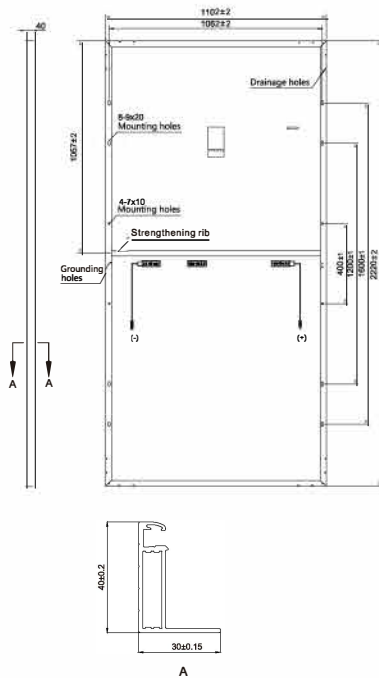 1102±2
1062±2
40
Drainage holes
8-9x20
Mounting holes
1057±2
4-7x10
Mounting holes
Strengthening rib
Grounding
holes
400±1
1200±1
1600±1
2220±2
(-)
(+)
A
A
40±0.2
30±0.15
A